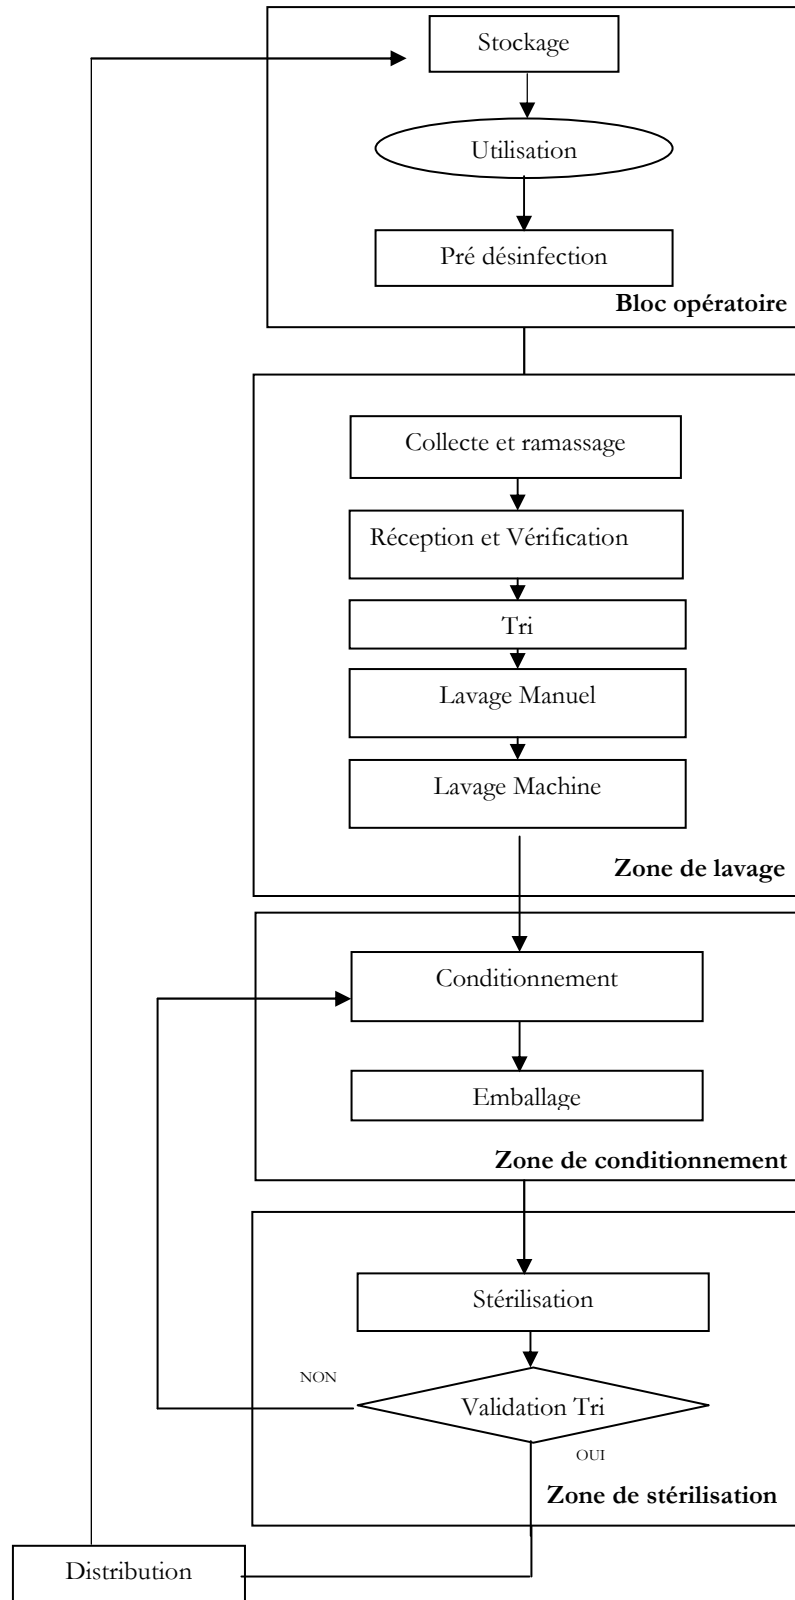 Stockage
Utilisation
Pré désinfection
Bloc opératoire
Collecte et ramassage
Réception et Vérification
Tri
Lavage Manuel
Lavage Machine
Zone de lavage
Conditionnement
Emballage
Zone de conditionnement
Stérilisation
NON
Validation Tri
OUI
Zone de stérilisation
Distribution